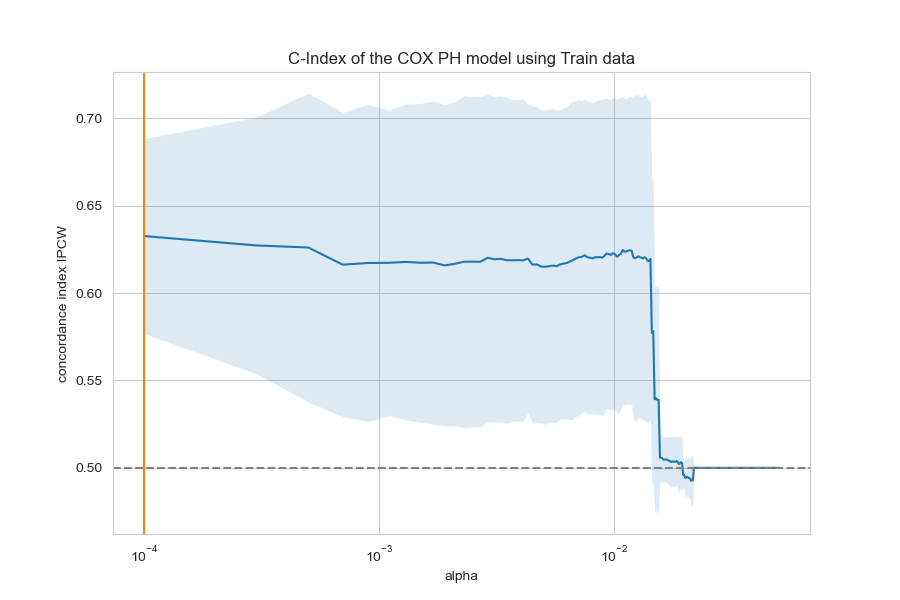 C-Index of the COX PH model using Train data
concordance index IPCW
0.70
0.65
0.60
0.55
0.50
10⁻⁴
10⁻³
10⁻²
alpha